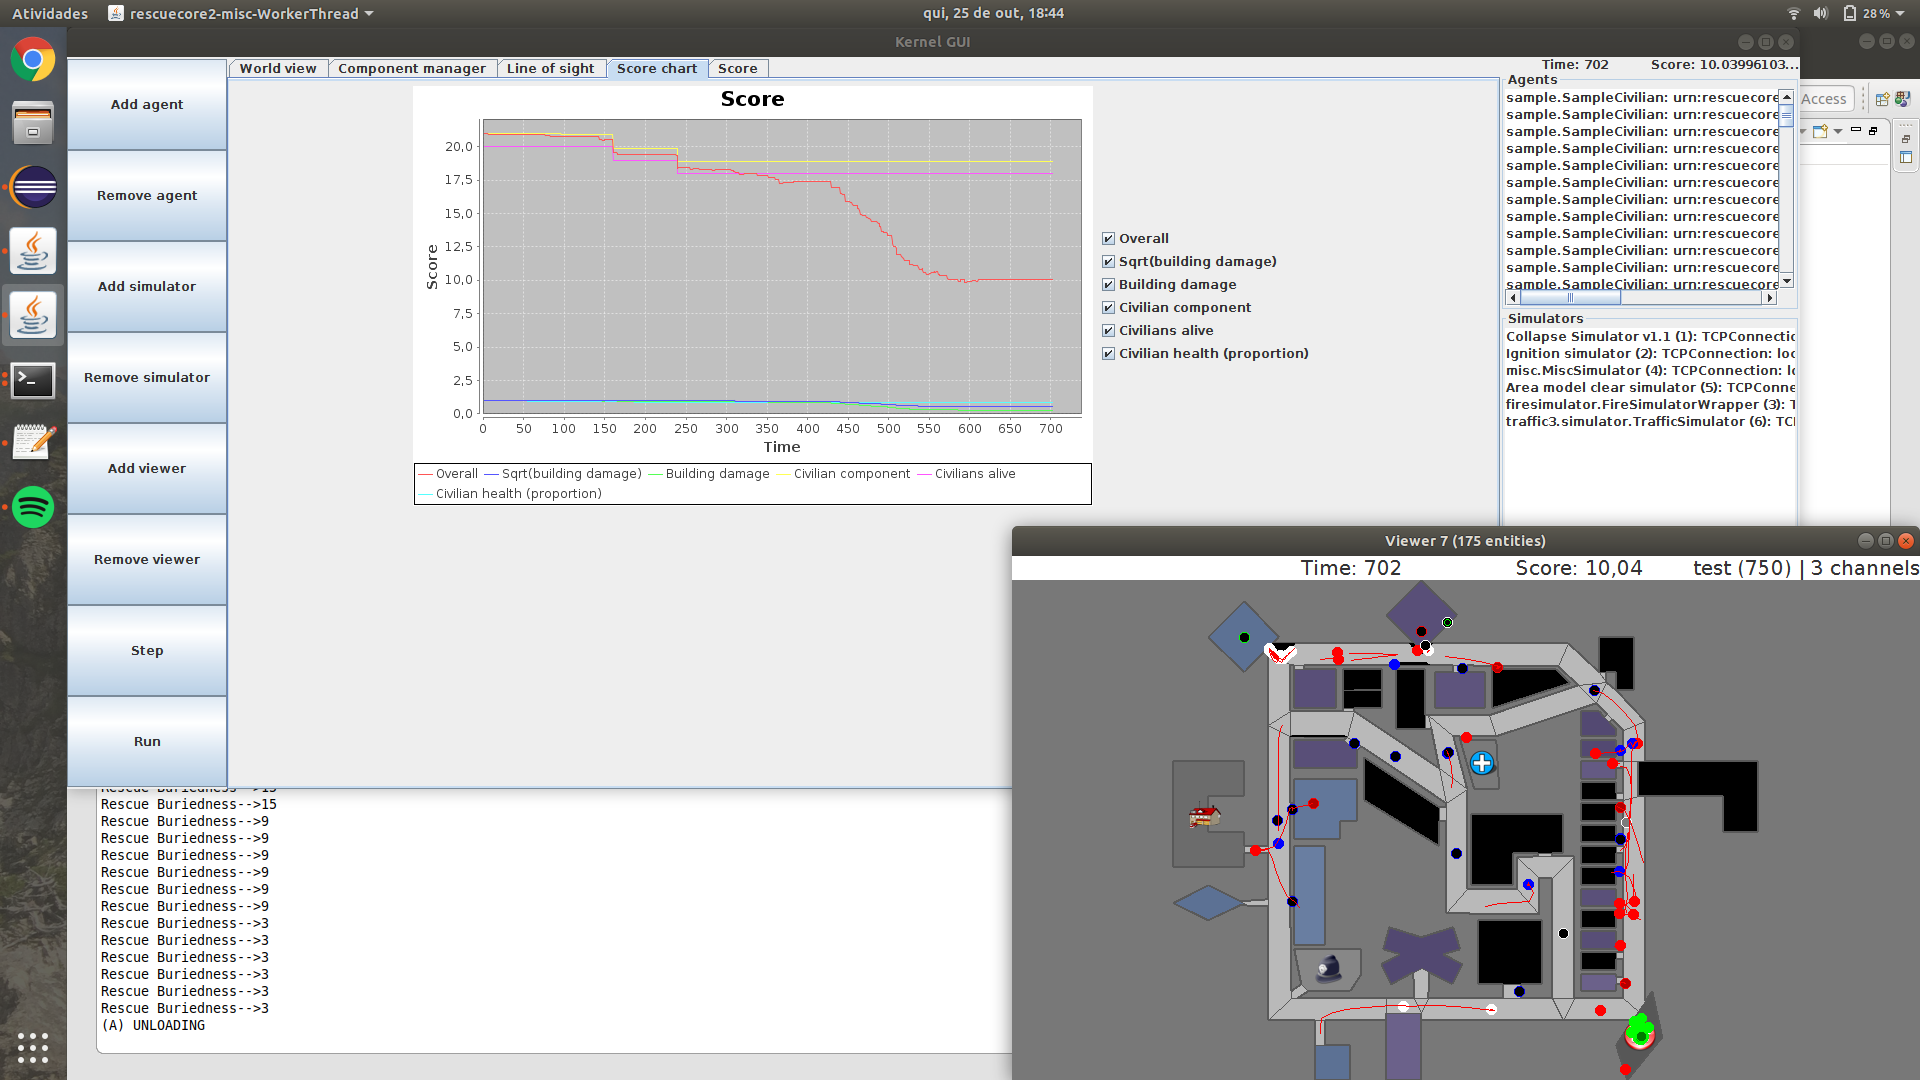 Atividades
rescuecore2-misc-WorkerThread
qui, 25 de out, 18:44
28%
Kernel GUI
Add agent
Remove agent
Add simulator
Remove simulator
Add viewer
Remove viewer
Step
Run
World view
Component manager
Line of sight
Score chart
Score
Time: 702
Score: 10.03996103...
Score
20,0
17,5
15,0
12,5
10,0
7,5
5,0
2,5
0,0
Score
0 50 100 150 200 250 300 350 400 450 500 550 600 650 700
Time
Overall Sqrt(building damage) Building damage Civilian component Civilians alive
Civilian health (proportion)
Overall
Sqrt(building damage)
Building damage
Civilian component
Civilians alive
Civilian health (proportion)
Agents
sample.SampleCivilian: urn:rescuecore
sample.SampleCivilian: urn:rescuecore
sample.SampleCivilian: urn:rescuecore
sample.SampleCivilian: urn:rescuecore
sample.SampleCivilian: urn:rescuecore
sample.SampleCivilian: urn:rescuecore
sample.SampleCivilian: urn:rescuecore
sample.SampleCivilian: urn:rescuecore
sample.SampleCivilian: urn:rescuecore
sample.SampleCivilian: urn:rescuecore
sample.SampleCivilian: urn:rescuecore
sample.SampleCivilian: urn:rescuecore
Simulators
Collapse Simulator v1.1 (1): TCPConnectio
Ignition simulator (2): TCPConnection: loc
misc.MiscSimulator (4): TCPConnection: lo
Area model clear simulator (5): TCPConne
firesimulator.FireSimulatorWrapper (3): T
traffic3.simulator.TrafficSimulator (6): TCI
Access
Rescue Buriedness-->15
Rescue Buriedness-->15
Rescue Buriedness-->9
Rescue Buriedness-->9
Rescue Buriedness-->9
Rescue Buriedness-->9
Rescue Buriedness-->9
Rescue Buriedness-->9
Rescue Buriedness-->3
Rescue Buriedness-->3
Rescue Buriedness-->3
Rescue Buriedness-->3
Rescue Buriedness-->3
Rescue Buriedness-->3
(A) UNLOADING
Viewer 7 (175 entities)
Time: 702
Score: 10,04
test (750) | 3 channels